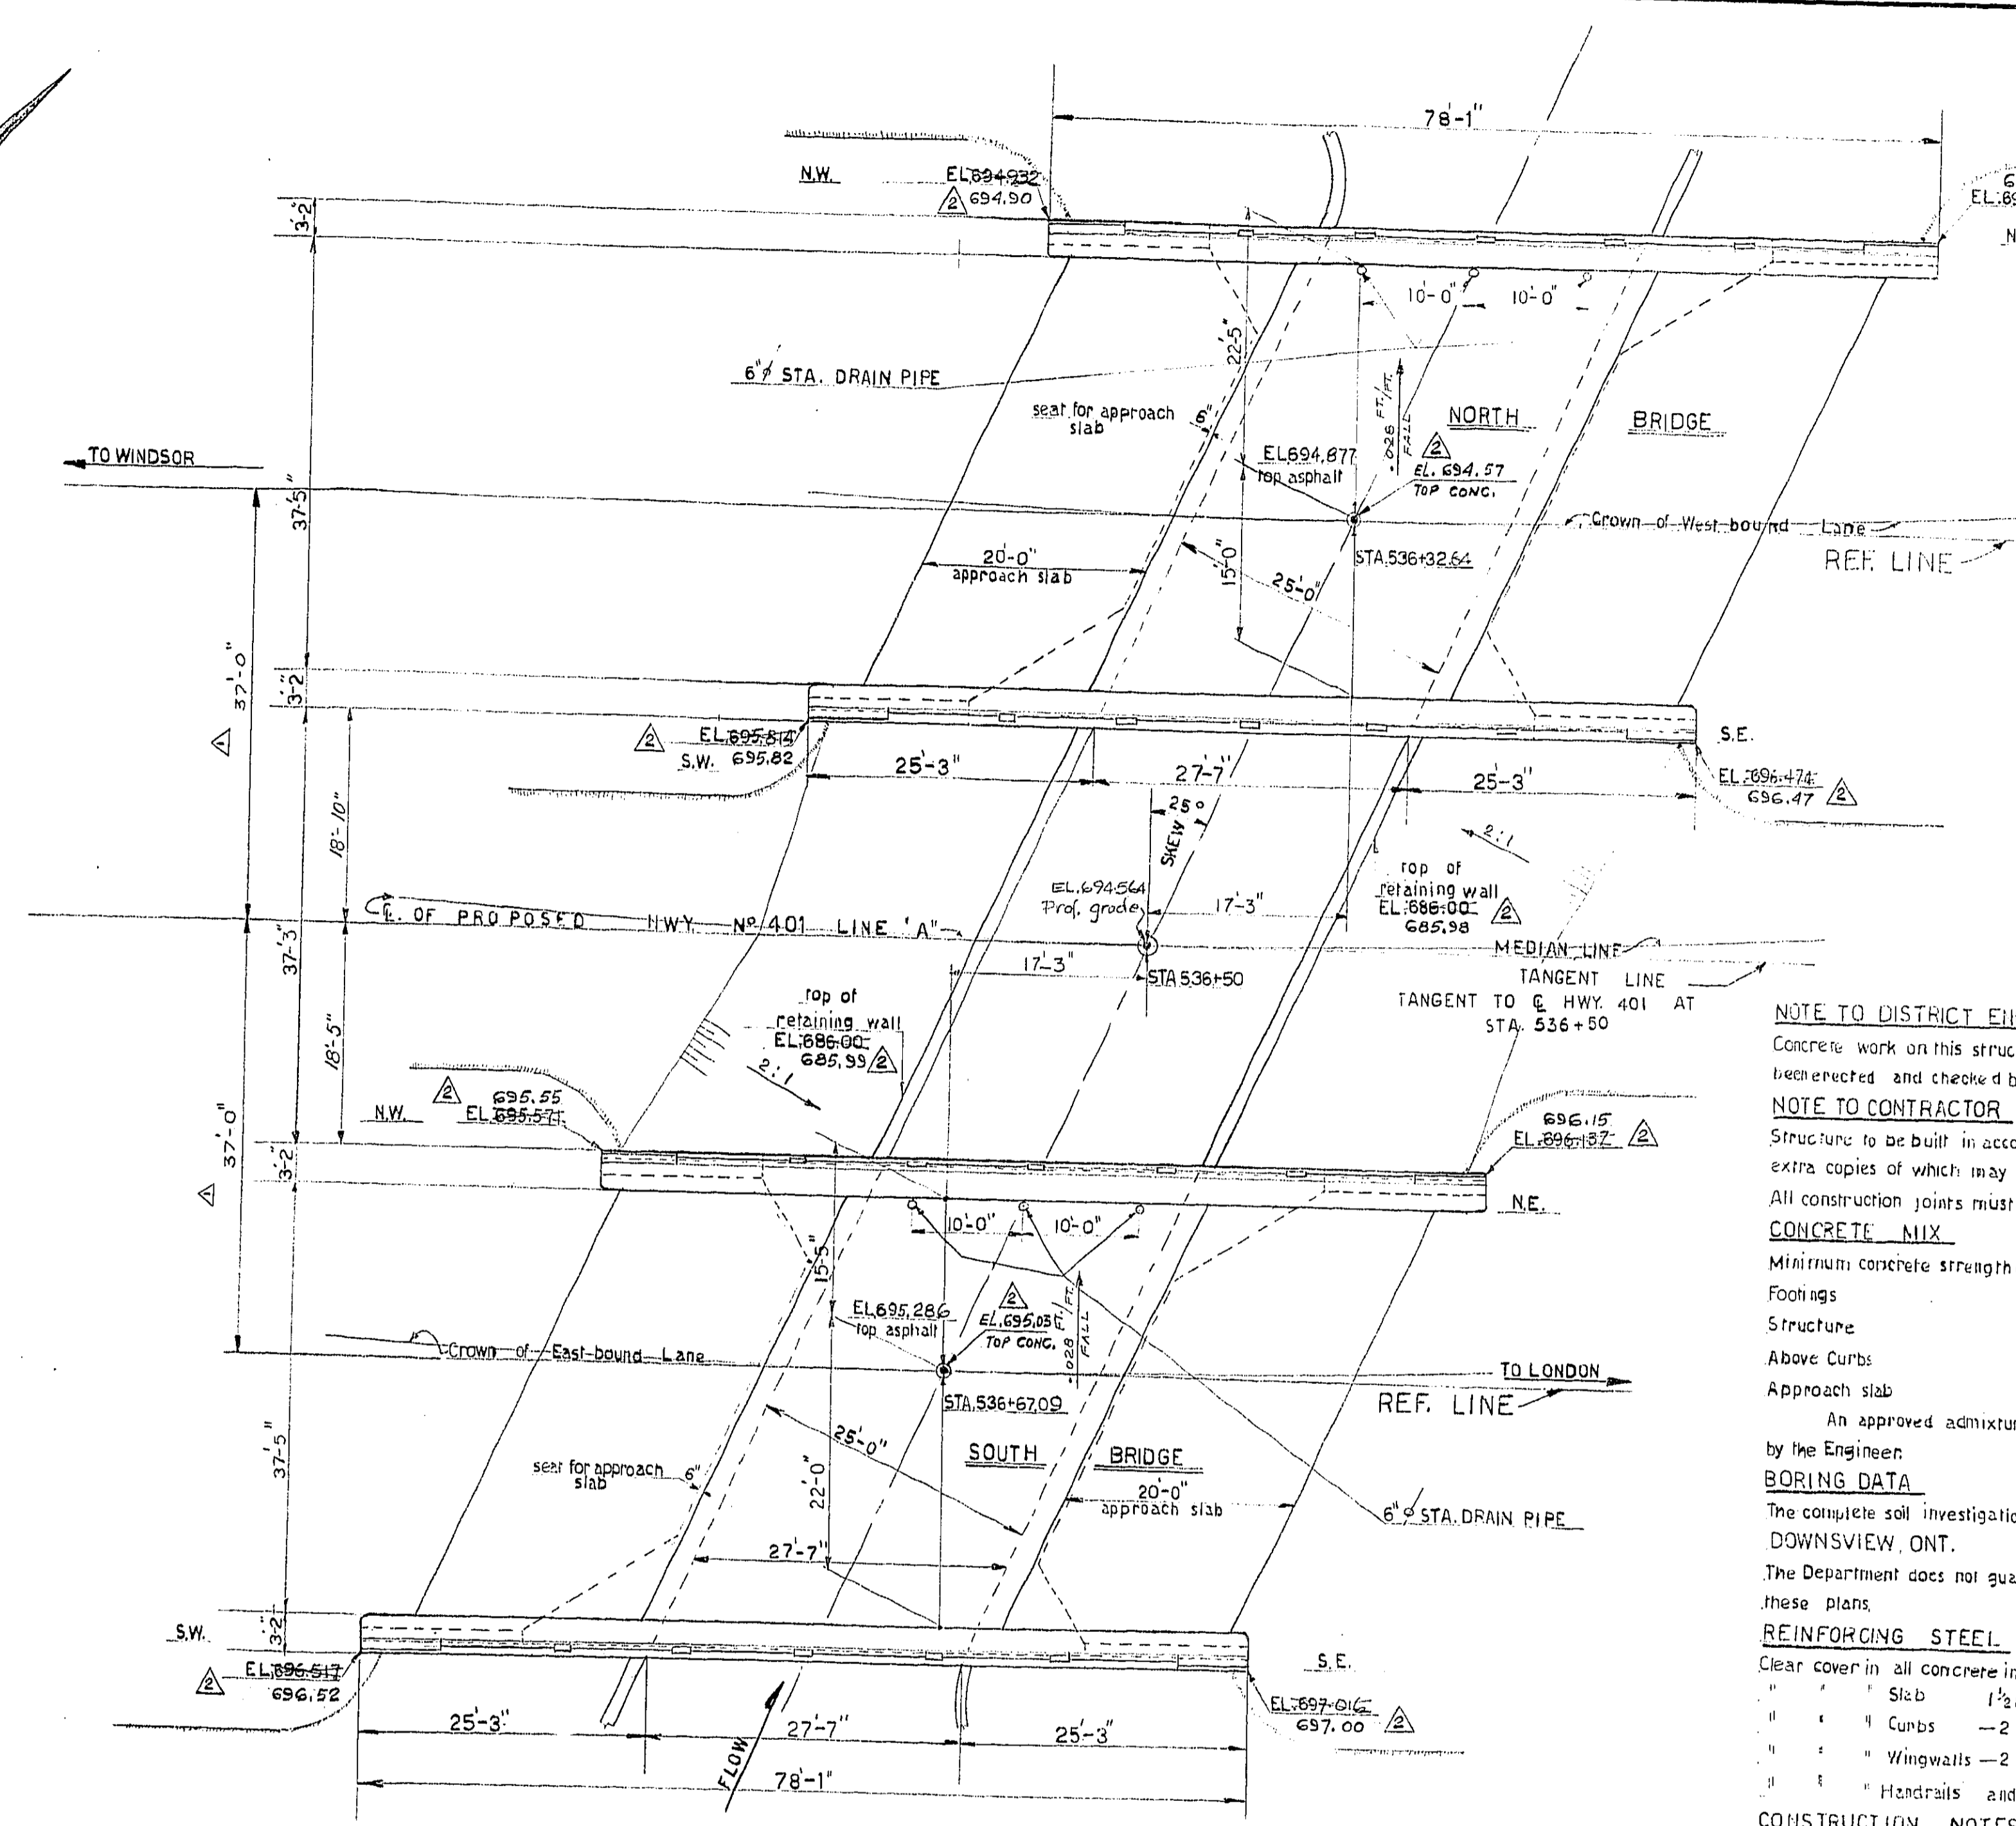 78'-1"
N.W.
EL.694.932
2 694.90
3'-2"
10'-0" 10'-0"
22'-5"
6"⌀ STA. DRAIN PIPE
.028 FT./FT.
FALL
seat for approach
slab
6"
NORTH BRIDGE
TO WINDSOR
2
EL694.877
top asphalt
EL. 694.57
TOP CONC.
37'-5"
Crown of West bound Lane
REF. LINE
STA.536+32.64
20'-0"
approach slab
15'-0"
25'-0"
37'-0"
1
3'-2"
2 EL.695.814
S.W. 695.82
S.E.
25'-3" 27'-7" 25'-3"
EL.696.474
696.47 2
25°
SKEW
2:1
18'-10"
top of
retaining wall
EL.686.00 2
685.98
EL.694.564
Prof. grade
17'-3"
℄. OF PROPOSED HWY. Nº 401 LINE 'A'
37'-3"
MEDIAN LINE
17'-3"
STA.536+50
TANGENT LINE
TANGENT TO ℄ HWY. 401 AT
STA. 536+50
top of
retaining wall
EL.686.00
685.99 2
2:1
18'-5"
2 695.55
N.W. EL.695.571
696.15
EL.696.137 2
37'-0"
1
3'-2"
N.E.
10'-0" 10'-0"
15'-5"
2
EL695.286
top asphalt
EL.695.03
TOP CONC.
.028 FT./FT.
FALL
Crown of East-bound Lane
TO LONDON
REF. LINE
STA.536+67.09
25'-0"
37'-5"
SOUTH BRIDGE
seat for approach
slab
6"
22'-0"
20'-0"
approach slab
6"⌀ STA. DRAIN PIPE
27'-7"
S.W.
3'-2"
EL.696.517
2 696.52
S.E.
EL.697.016
697.00 2
25'-3" 27'-7" 25'-3"
FLOW
78'-1"
NOTE TO DISTRICT
Concrete work on this
been erected and checked
NOTE TO CONTRACTOR
Structure to be built in
extra copies of which may
All construction joints must
CONCRETE MIX
Minimum concrete strength
Footings
Structure
Above Curbs
Approach slab
An approved
by the Engineer.
BORING DATA
The complete soil
DOWNSVIEW, ONT.
The Department does not
these plans.
REINFORCING STEEL
Clear cover in all concrete
" " " Slab 1½
" " " Curbs —2
" " " Wingwalls —2
" " " Handrails and
CONSTRUCTION NOTES